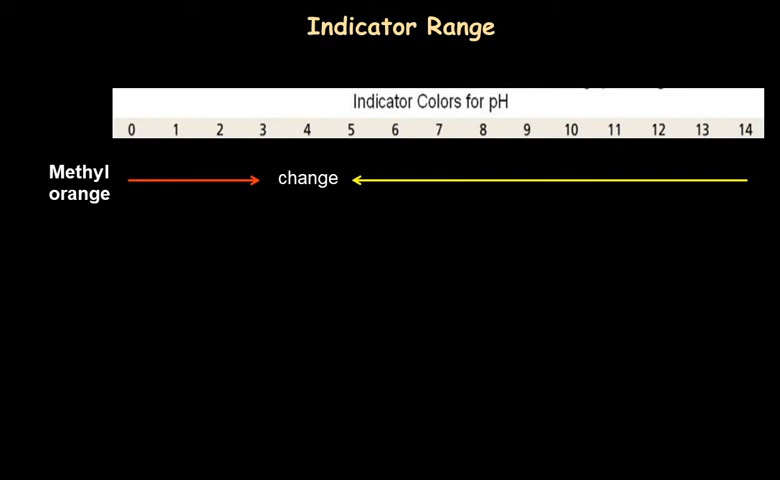 Indicator Range
Indicator Colors for pH
0 1 2 3 4 5 6 7 8 9 10 11 12 13 14
Methyl
orange
change